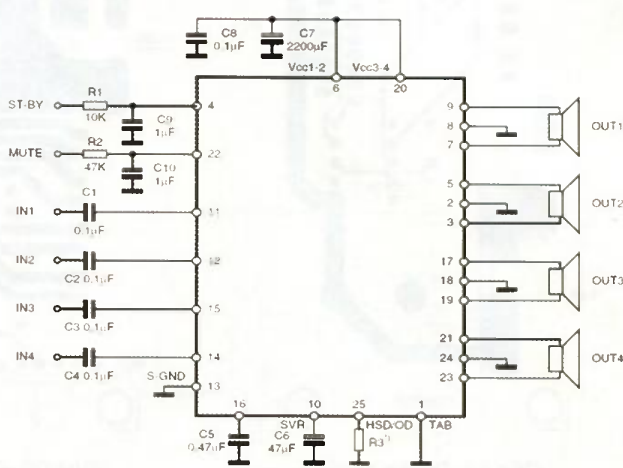 C8
0.1µF
C7
2200µF
Vcc1-2
Vcc3-4
6
20
ST-BY
R1
10K
4
C9
1µF
MUTE
R2
47K
22
C10
1µF
IN1
C1
0.1µF
11
IN2
C2 0.1µF
12
IN3
C3 0.1µF
15
IN4
C4 0.1µF
14
S-GND
13
9
8
7
OUT1
5
2
3
OUT2
17
18
19
OUT3
21
24
23
OUT4
16
10
25
1
SVR
HSD/OD
TAB
C5
0.47µF
C6
47µF
R3